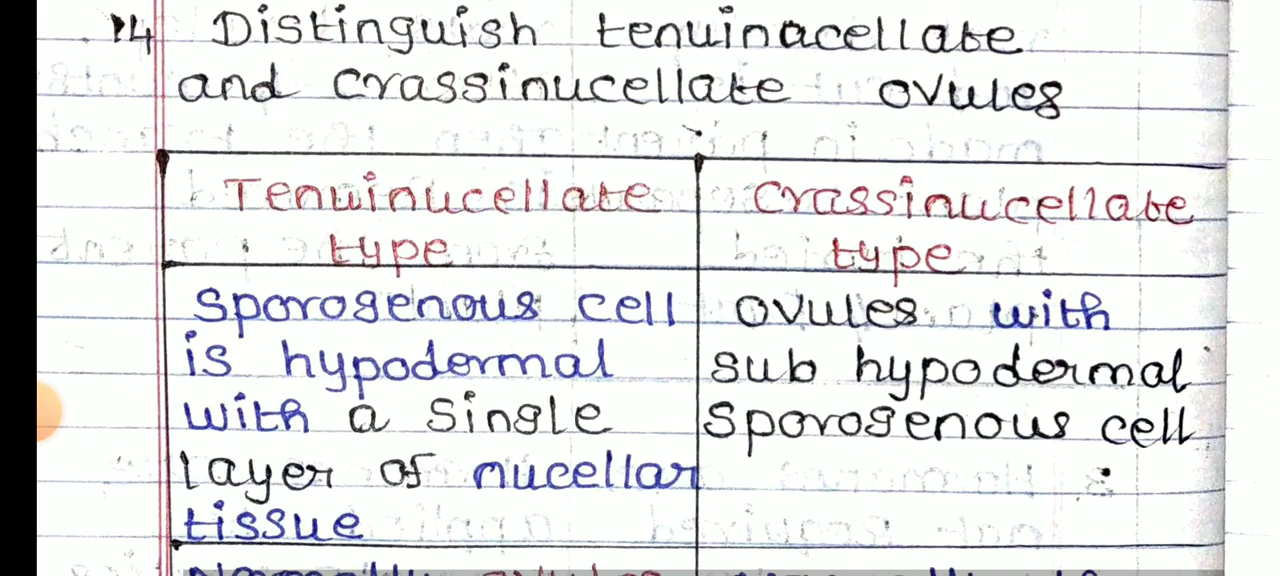 14 Distinguish tenuinacellate
and crassinucellate ovules
Tenuinucellate
type
Crassinucellate
type
Sporogenous cell
is hypodermal
with a single
layer of nucellar
tissue
Ovules with
sub hypodermal
sporogenous cell